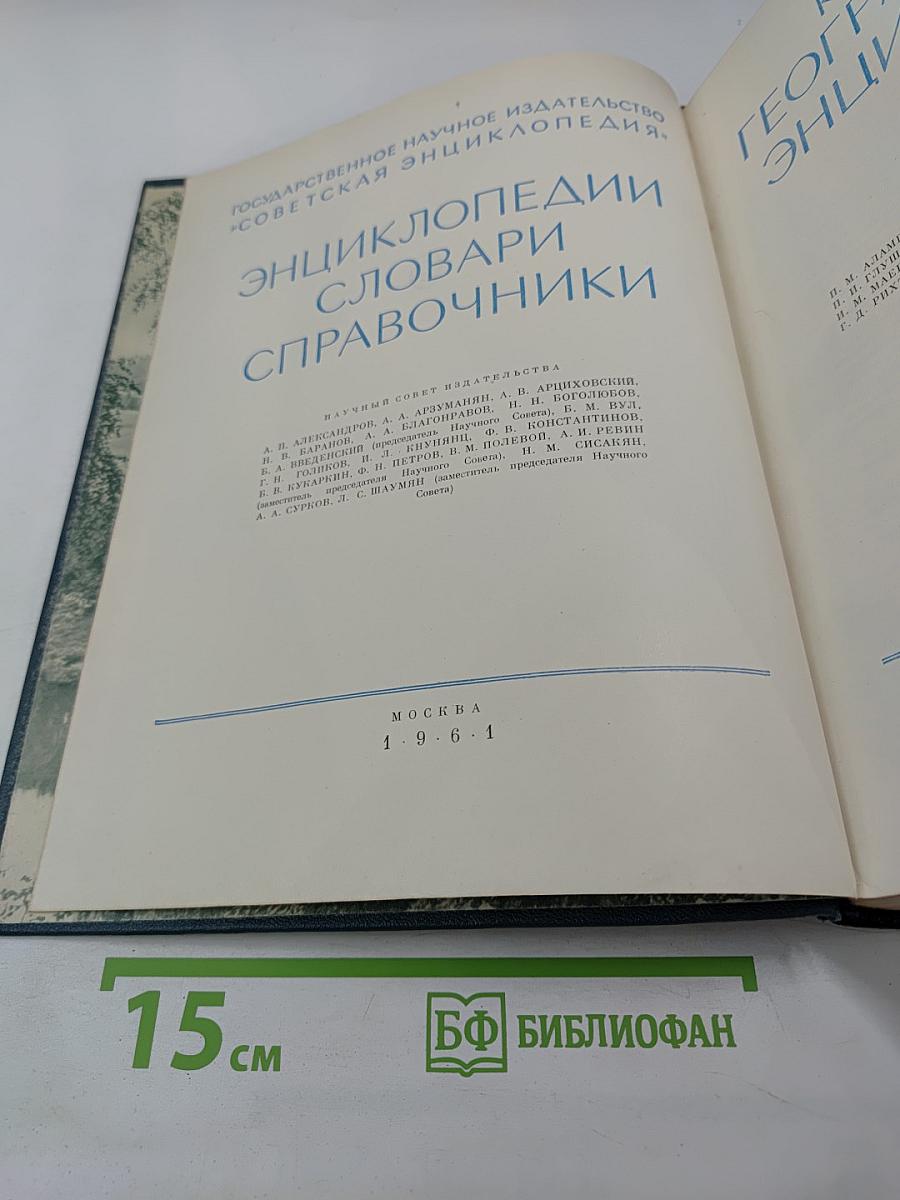 ГОСУДАРСТВЕННОЕ НАУЧНОЕ ИЗДАТЕЛЬСТВО
„СОВЕТСКАЯ ЭНЦИКЛОПЕДИЯ"
ЭНЦИКЛОПЕДИИ
СЛОВАРИ
СПРАВОЧНИКИ
НАУЧНЫЙ СОВЕТ ИЗДАТЕЛЬСТВА
А. П. АЛЕКСАНДРОВ, А. А. АРЗУМАНЯН, А. В. АРЦИХОВСКИЙ,
Н. В. БАРАНОВ, А. А. БЛАГОНРАВОВ, Н. Н. БОГОЛЮБОВ,
Б. А. ВВЕДЕНСКИЙ (председатель Научного Совета), Б. М. ВУЛ,
Г. Н. ГОЛИКОВ, И. Л. КНУНЯНЦ, Ф. В. КОНСТАНТИНОВ,
Б. В. КУКАРКИН, Ф. Н. ПЕТРОВ, В. М. ПОЛЕВОЙ, А. И. РЕВИН
(заместитель председателя Научного Совета), Н. М. СИСАКЯН,
А. А. СУРКОВ, Л. С. ШАУМЯН (заместитель председателя Научного
Совета)
МОСКВА
1 · 9 · 6 · 1
П. М.
И. М.
Г. Д.
15 см
БФ БИБЛИОФАН